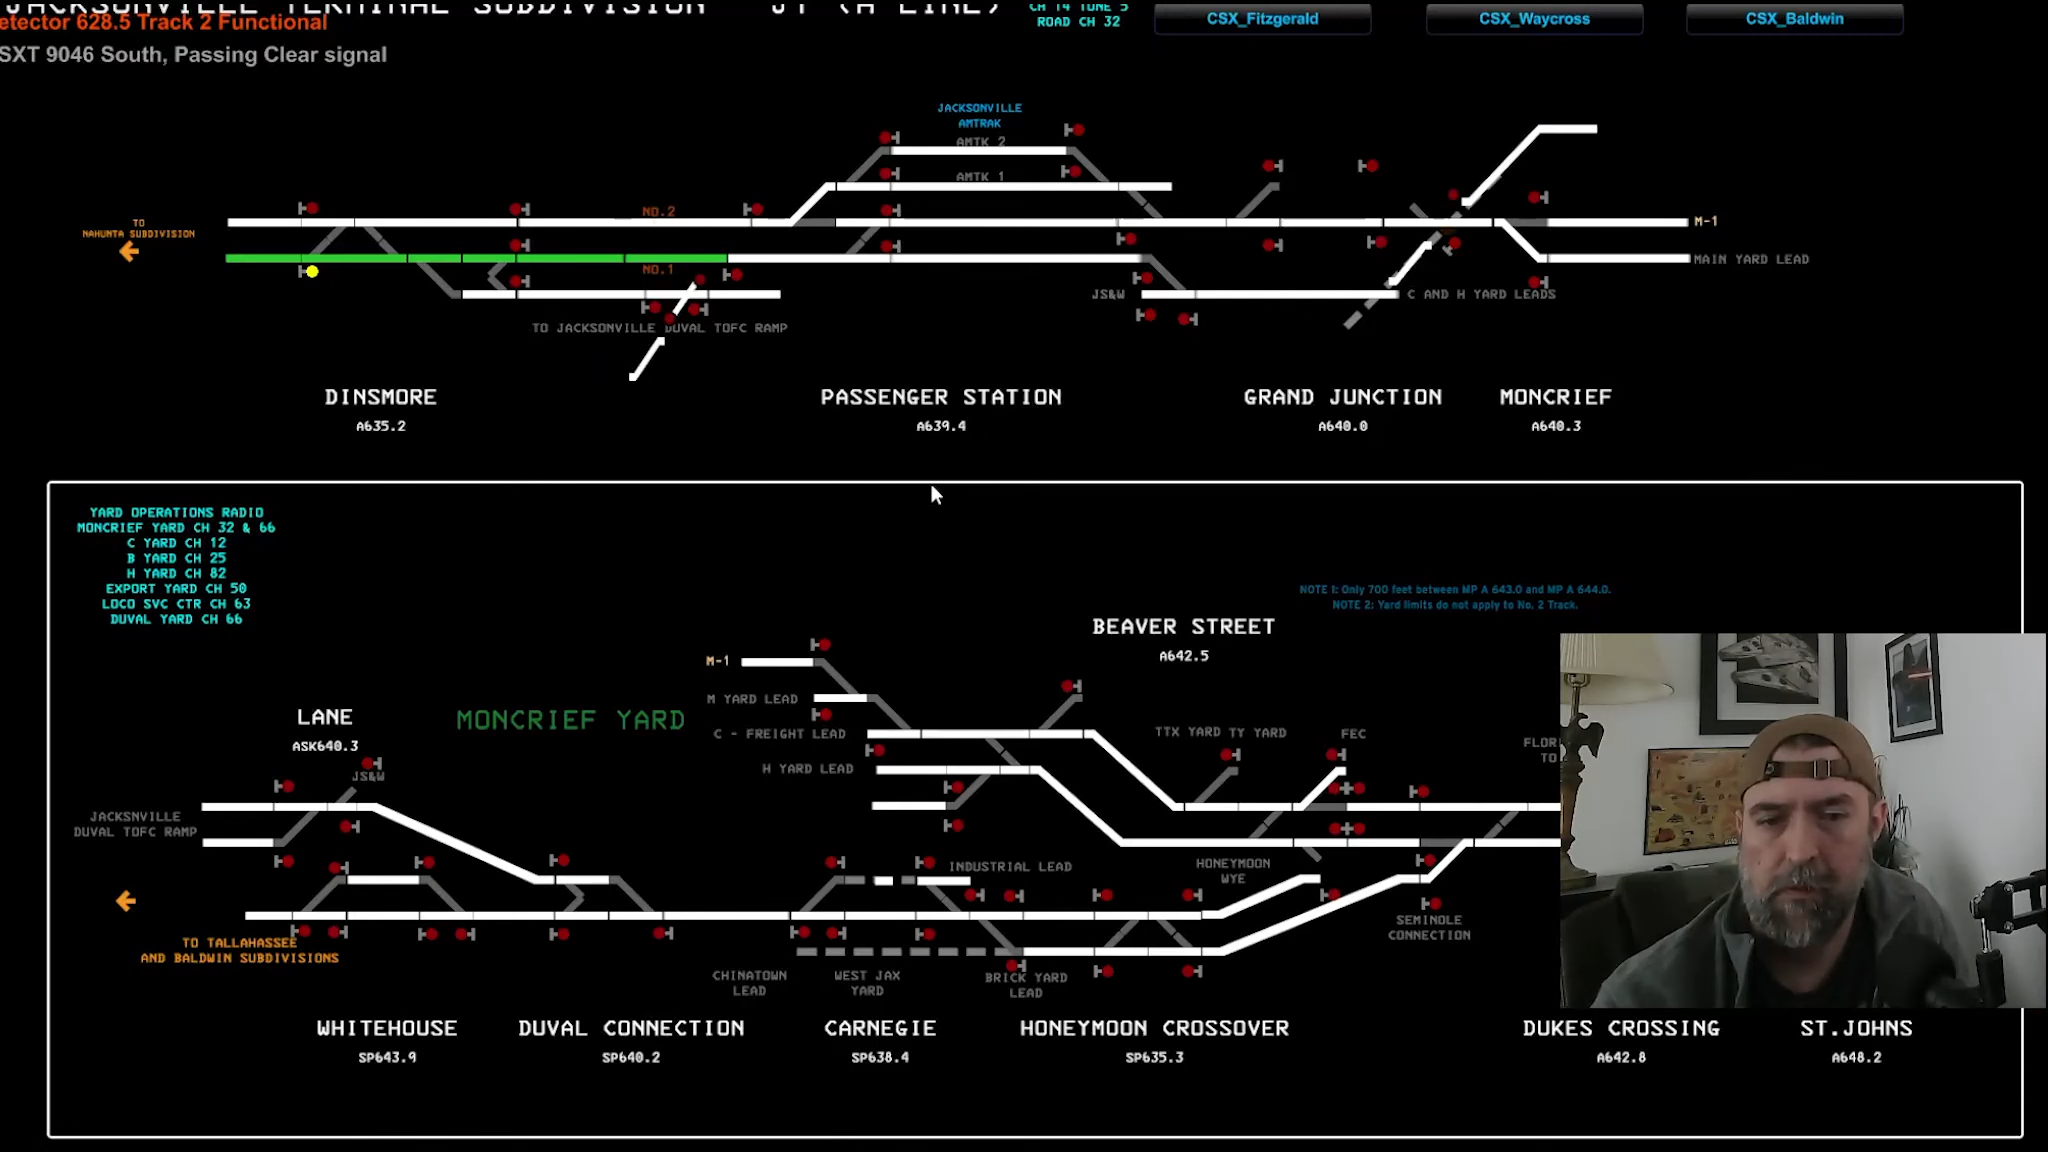 JACKSONVILLE TERMINAL SUBDIVISION - JT (A LINE)
CH 14 TONE 5
ROAD CH 32
CSX_Fitzgerald
CSX_Waycross
CSX_Baldwin
etector 628.5 Track 2 Functional
SXT 9046 South, Passing Clear signal
JACKSONVILLE
AMTRAK
AMTK 2
AMTK 1
TO
NAHUNTA SUBDIVISION
NO.2
NO.1
M-1
MAIN YARD LEAD
JS&W
C AND H YARD LEADS
TO JACKSONVILLE DUVAL TOFC RAMP
DINSMORE
A635.2
PASSENGER STATION
A639.4
GRAND JUNCTION
A640.0
MONCRIEF
A640.3
YARD OPERATIONS RADIO
MONCRIEF YARD CH 32 & 66
C YARD CH 12
B YARD CH 25
H YARD CH 82
EXPORT YARD CH 50
LOCO SVC CTR CH 63
DUVAL YARD CH 66
NOTE 1: Only 700 feet between MP A 643.0 and MP A 644.0.
NOTE 2: Yard limits do not apply to No. 2 Track.
BEAVER STREET
A642.5
M-1
M YARD LEAD
C - FREIGHT LEAD
H YARD LEAD
MONCRIEF YARD
LANE
ASK640.3
JS&W
TTX YARD TY YARD
FEC
FLOR
TO
JACKSNVILLE
DUVAL TOFC RAMP
INDUSTRIAL LEAD
HONEYMOON
WYE
SEMINOLE
CONNECTION
TO TALLAHASSEE
AND BALDWIN SUBDIVISIONS
CHINATOWN
LEAD
WEST JAX
YARD
BRICK YARD
LEAD
WHITEHOUSE
SP643.9
DUVAL CONNECTION
SP640.2
CARNEGIE
SP638.4
HONEYMOON CROSSOVER
SP635.3
DUKES CROSSING
A642.8
ST.JOHNS
A648.2